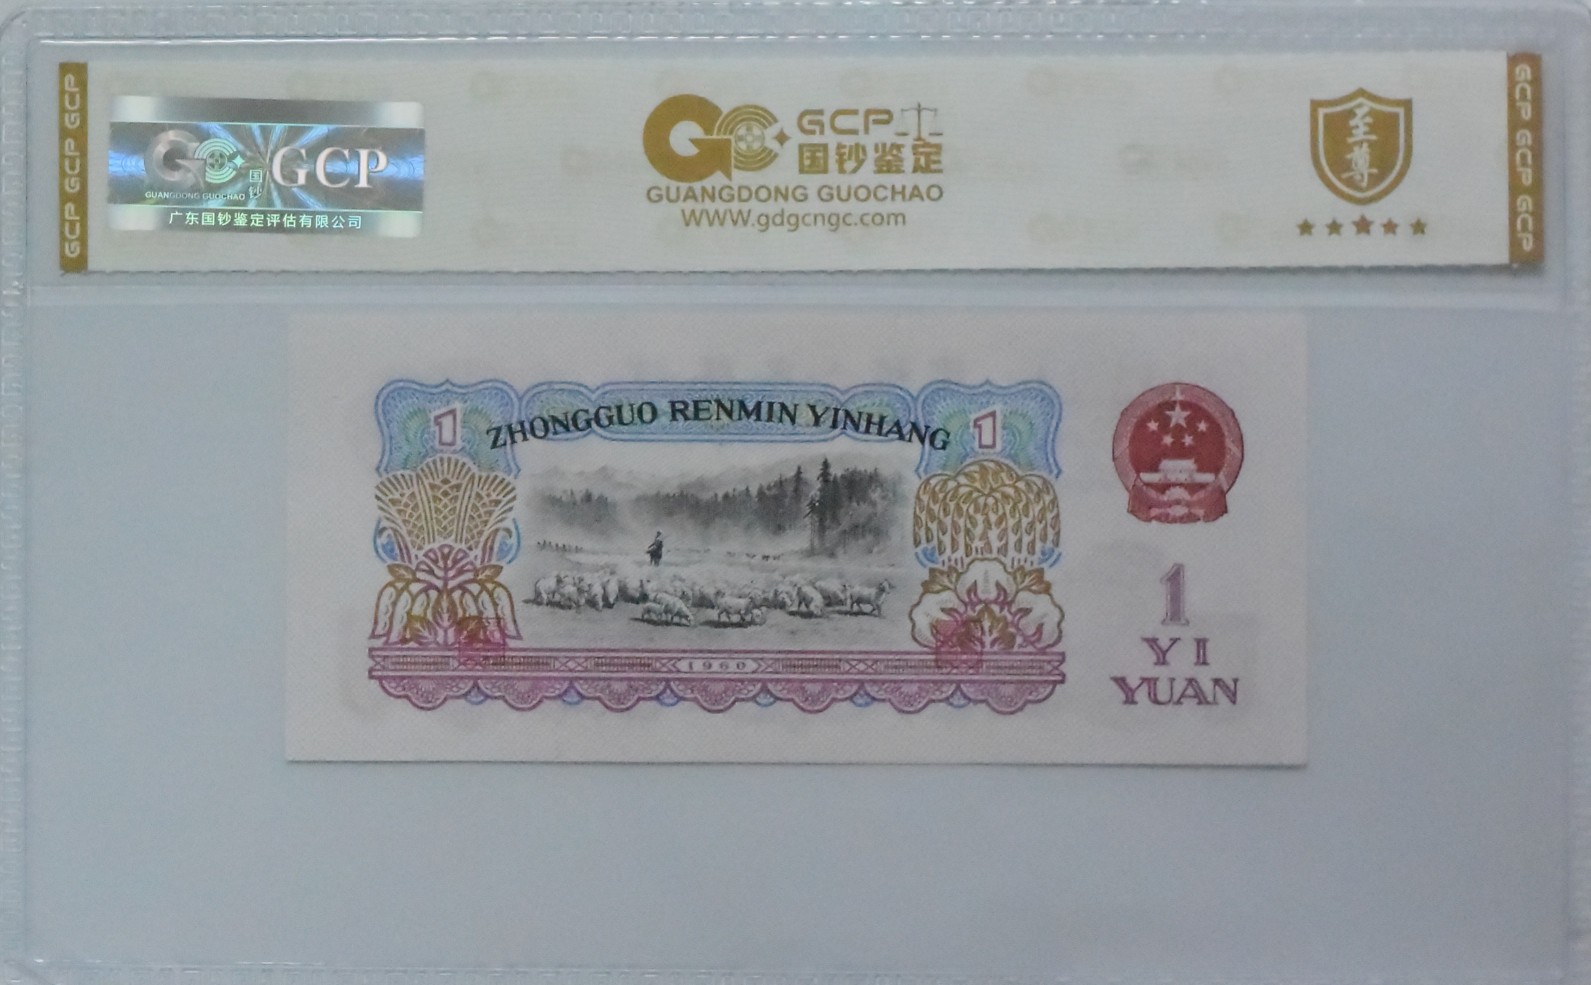 GCP GCP GCP
国钞
GCP
GUANGDONG GUOCHAO
广东国钞鉴定评估有限公司
GCP
国钞鉴定
GUANGDONG GUOCHAO
WWW.gdgcngc.com
至尊
GCP GCP GCP
ZHONGGUO RENMIN YINHANG
1
1
1960
1
YI
YUAN